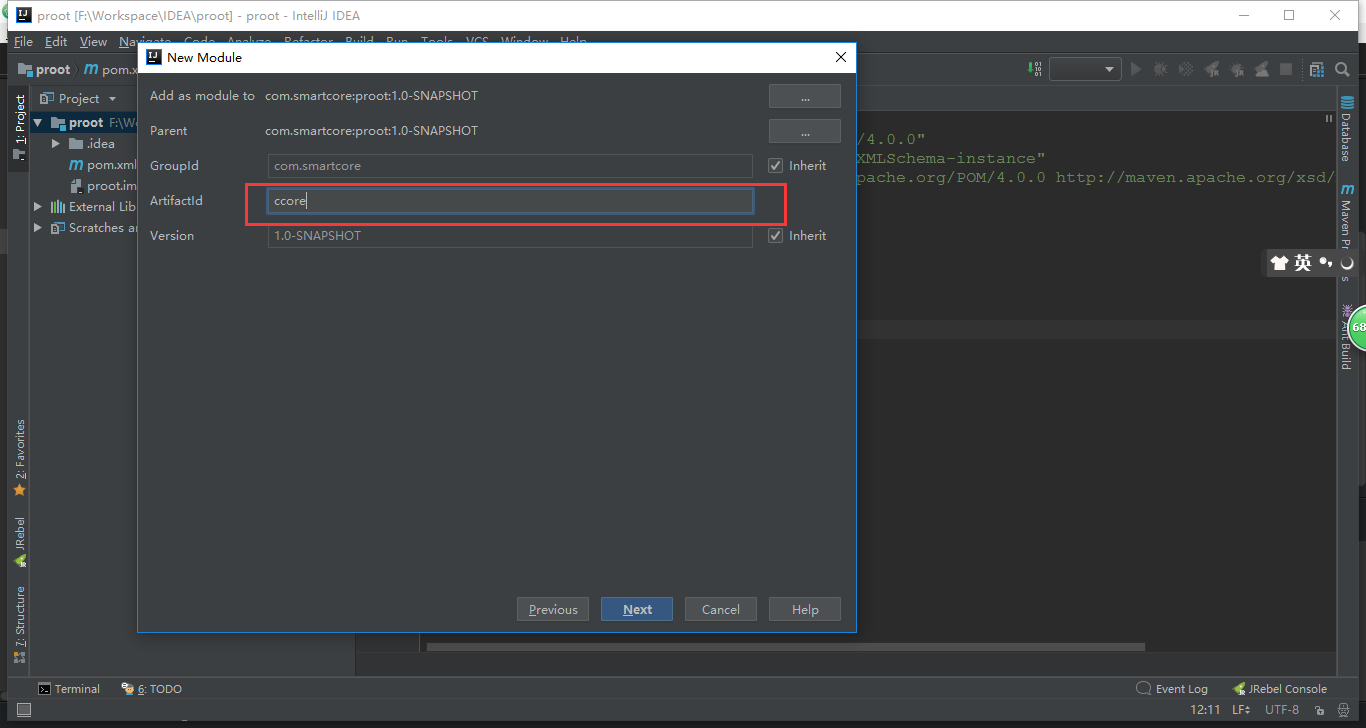 proot [F:\Workspace\IDEA\proot] - proot - IntelliJ IDEA
File Edit View Navigate Code Analyze Refactor Build Run Tools VCS Window Help
proot
pom.x
New Module
1: Project
Project
proot F:\Wo
.idea
pom.xml
proot.im
External Lib
Scratches an
Add as module to com.smartcore:proot:1.0-SNAPSHOT ...
Parent com.smartcore:proot:1.0-SNAPSHOT ...
GroupId com.smartcore Inherit
ArtifactId ccore
Version 1.0-SNAPSHOT Inherit
Previous Next Cancel Help
/4.0.0"
XMLSchema-instance"
pache.org/POM/4.0.0 http://maven.apache.org/xsd/
Database
Maven Pr
s
Ant Build
英
68
2: Favorites
JRebel
7: Structure
Terminal 6: TODO Event Log JRebel Console
12:11 LF UTF-8